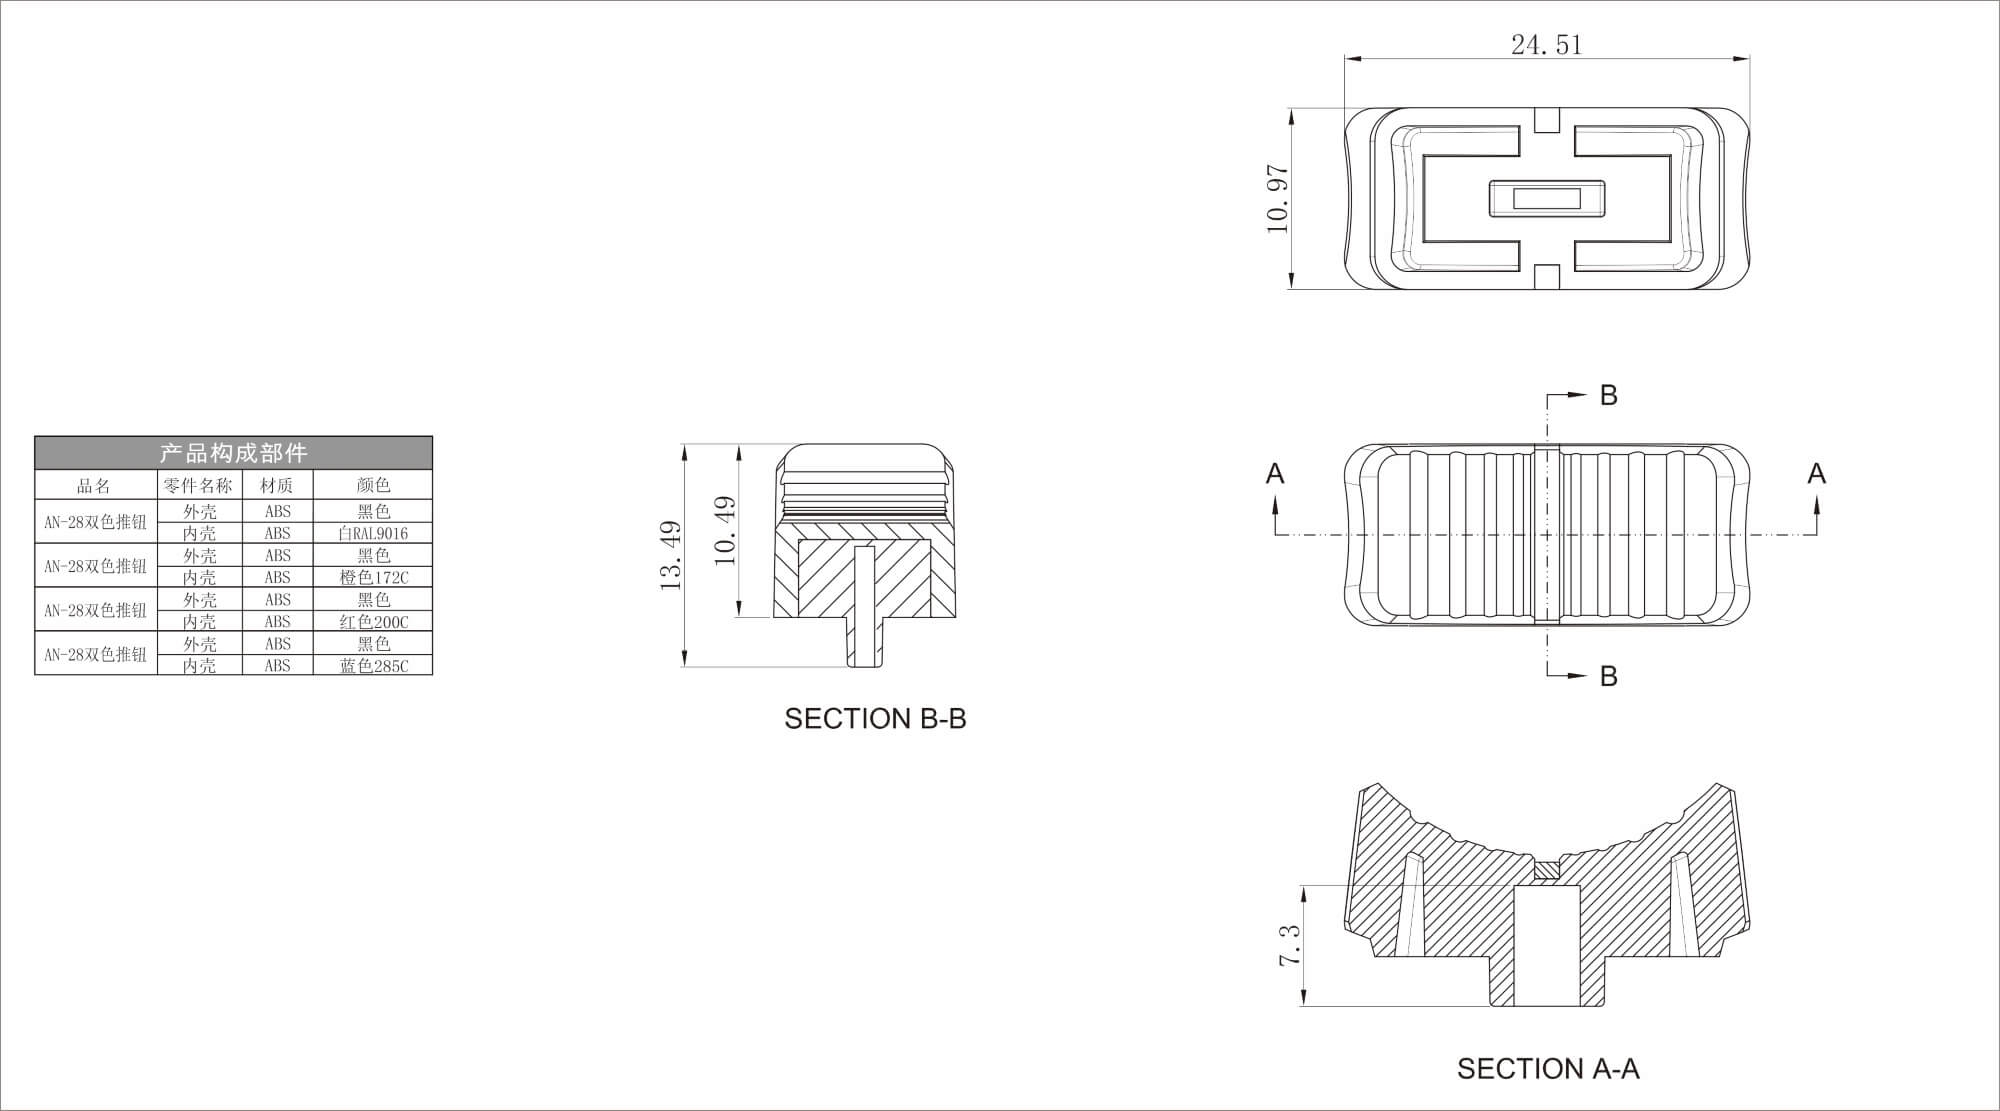 24.51
10.97
B
A A
B
产品构成部件
品名 零件名称 材质 颜色
AN-28双色推钮 外壳 ABS 黑色
内壳 ABS 白RAL9016
AN-28双色推钮 外壳 ABS 黑色
内壳 ABS 橙色172C
AN-28双色推钮 外壳 ABS 黑色
内壳 ABS 红色200C
AN-28双色推钮 外壳 ABS 黑色
内壳 ABS 蓝色285C
13.49
10.49
SECTION B-B
7.3
SECTION A-A